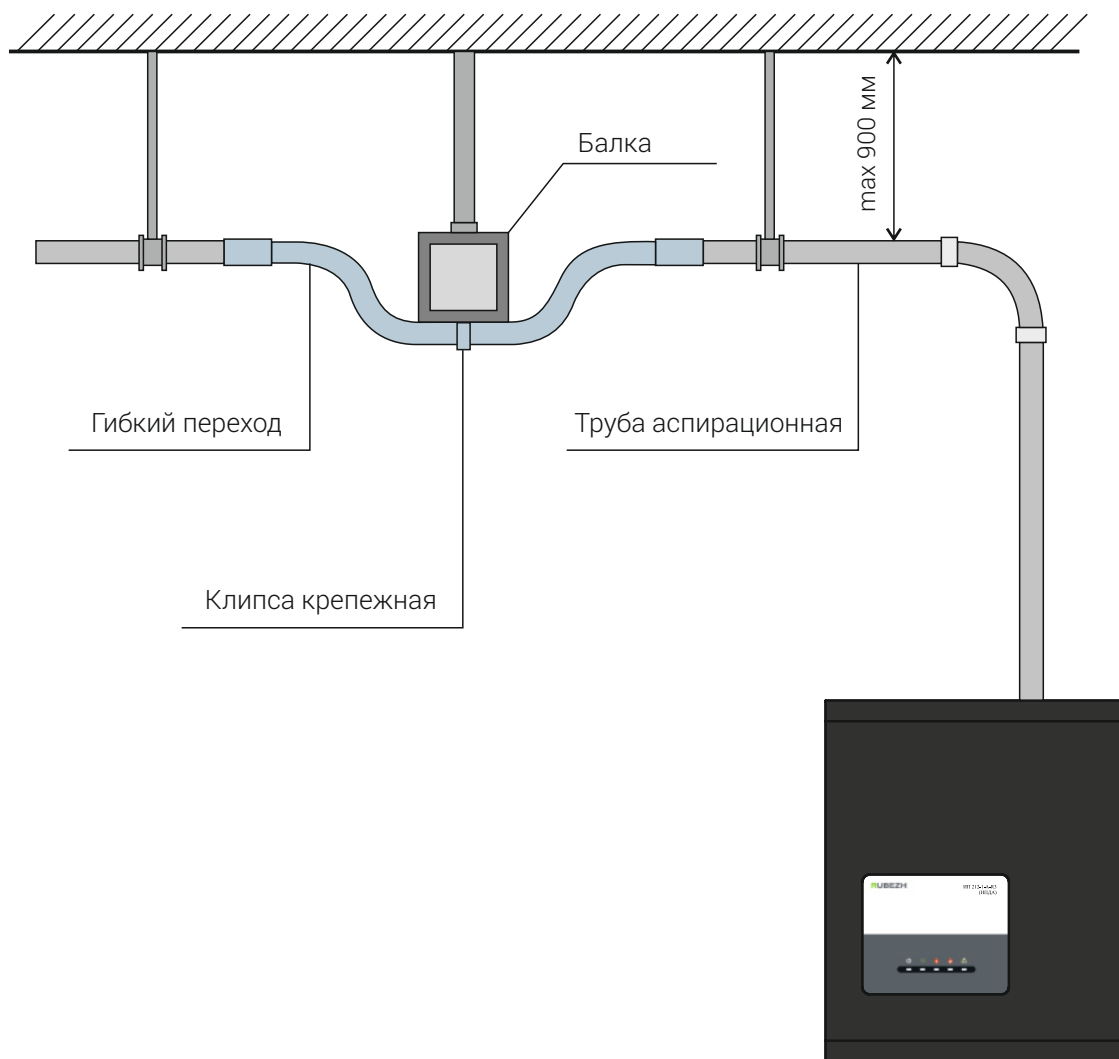 Балка
max 900 мм
Гибкий переход
Труба аспирационная
Клипса крепежная
RUBEZH